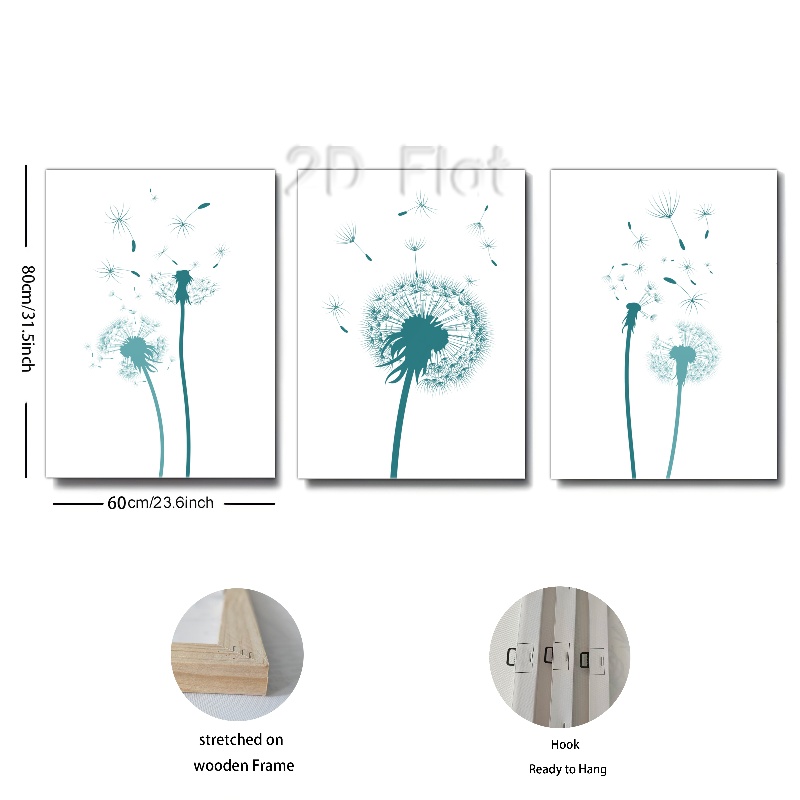 2D Flat
80cm/31.5inch
60cm/23.6inch
stretched on
wooden Frame
Hook
Ready to Hang